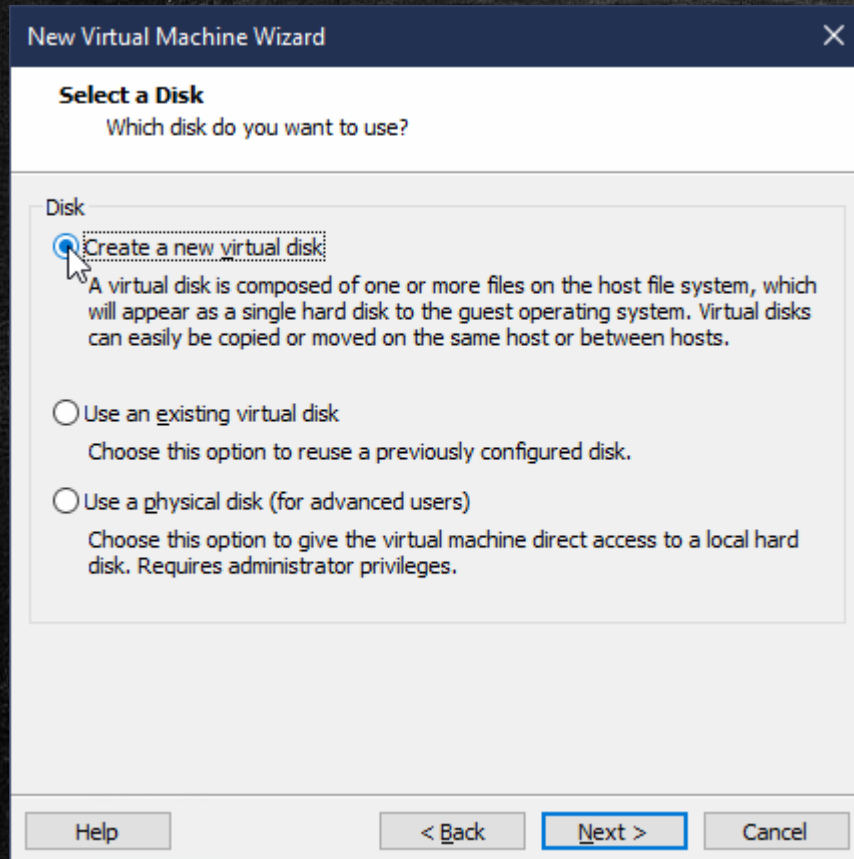 New Virtual Machine Wizard
Select a Disk
Which disk do you want to use?
Disk
Create a new virtual disk
A virtual disk is composed of one or more files on the host file system, which
will appear as a single hard disk to the guest operating system. Virtual disks
can easily be copied or moved on the same host or between hosts.
Use an existing virtual disk
Choose this option to reuse a previously configured disk.
Use a physical disk (for advanced users)
Choose this option to give the virtual machine direct access to a local hard
disk. Requires administrator privileges.
Help
< Back
Next >
Cancel